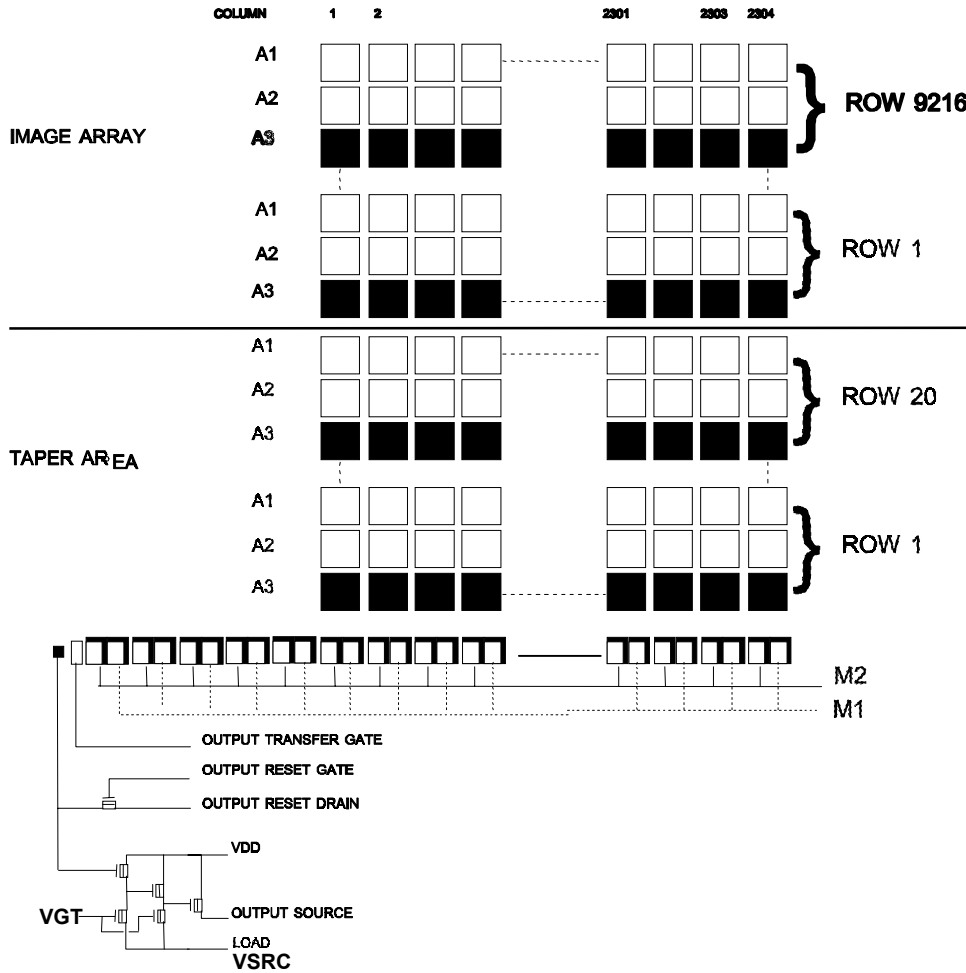 COLUMN 1 2 2301 2303 2304
A1
A2
ROW 9216
IMAGE ARRAY
A3
A1
A2
ROW 1
A3
A1
A2
ROW 20
A3
TAPER AREA
A1
A2
ROW 1
A3
M2
M1
OUTPUT TRANSFER GATE
OUTPUT RESET GATE
OUTPUT RESET DRAIN
VDD
VGT
OUTPUT SOURCE
LOAD
VSRC